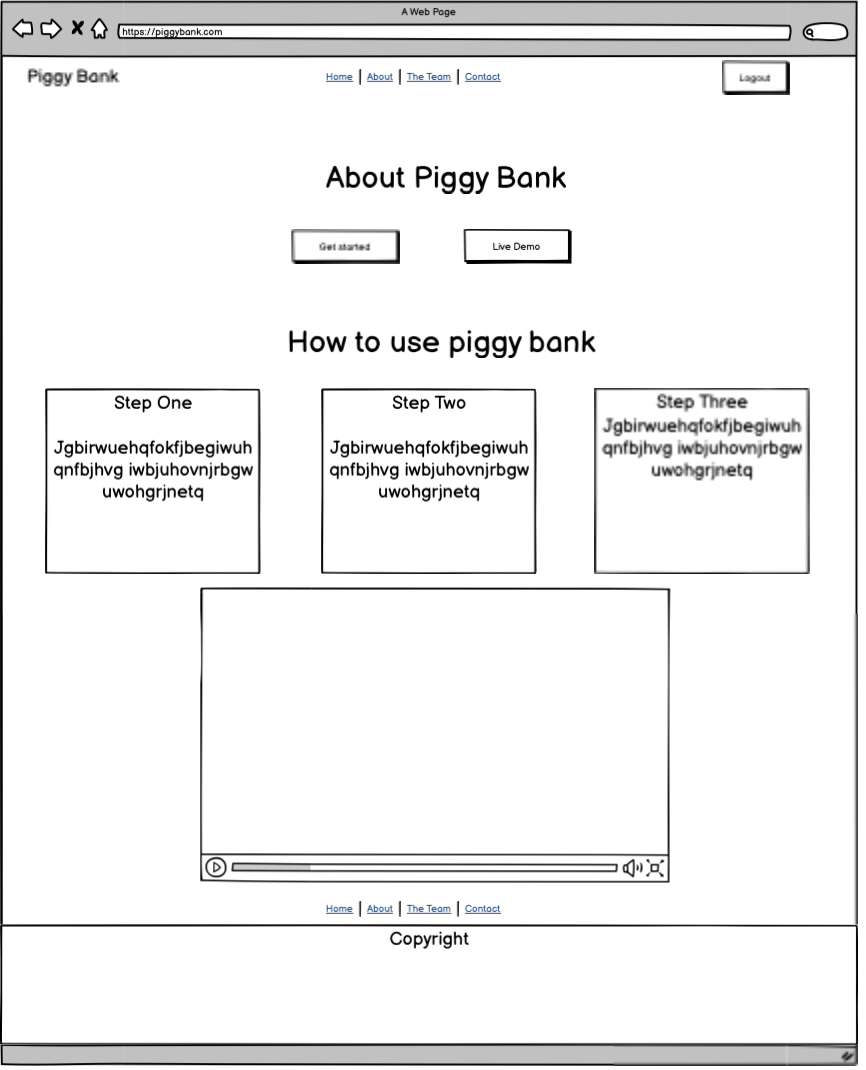 A Web Page
https://piggybank.com
Piggy Bank
Home | About | The Team | Contact
Logout
About Piggy Bank
Get started
Live Demo
How to use piggy bank
Step One
Jgbirwuehqfokfjbegiwuh
qnfbjhvg iwbjuhovnjrbgw
uwohgrjnetq
Step Two
Jgbirwuehqfokfjbegiwuh
qnfbjhvg iwbjuhovnjrbgw
uwohgrjnetq
Step Three
Jgbirwuehqfokfjbegiwuh
qnfbjhvg iwbjuhovnjrbgw
uwohgrjnetq
Home | About | The Team | Contact
Copyright